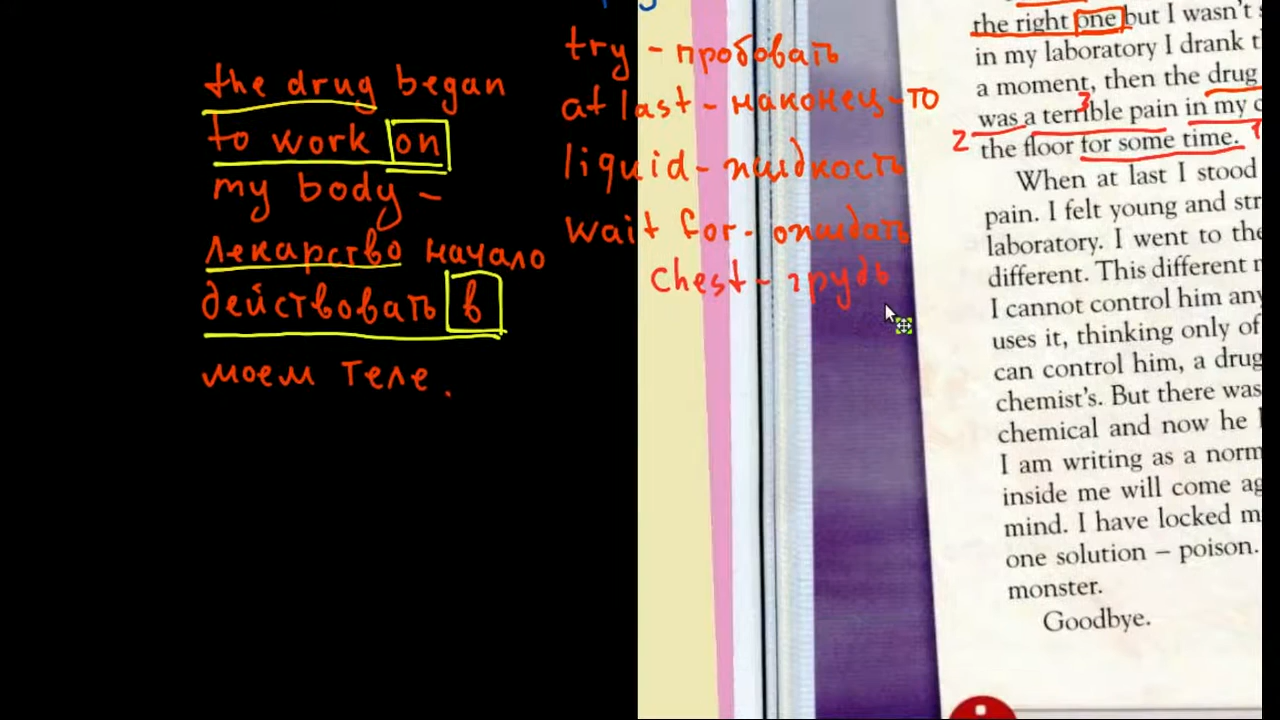 the drug began
to work on
my body –
лекарство начало
действовать в
моем теле.
try - пробовать
at last - наконец-то
liquid - жидкость
wait for - ожидать
chest - грудь
the right one but I wasn't
in my laboratory I drank
a moment, then the drug
3
was a terrible pain in my
2 the floor for some time.
When at last I stood
pain. I felt young and
laboratory. I went to the
different. This different
I cannot control him
uses it, thinking only of
can control him, a drug
chemist's. But there was
chemical and now he
I am writing as a
inside me will come
mind. I have locked
one solution – poison.
monster.
Goodbye.